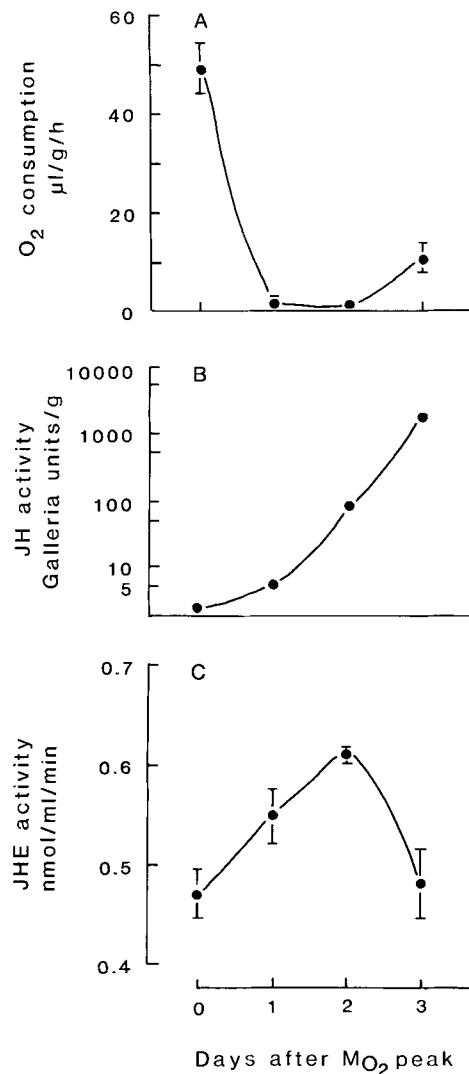 A
O2 consumption
µl/g/h
60
40
20
0
B
JH activity
Galleria units/g
10000
1000
100
10
5
C
JHE activity
nmol/ml/min
0.7
0.6
0.5
0.4
0 1 2 3
Days after MO2 peak